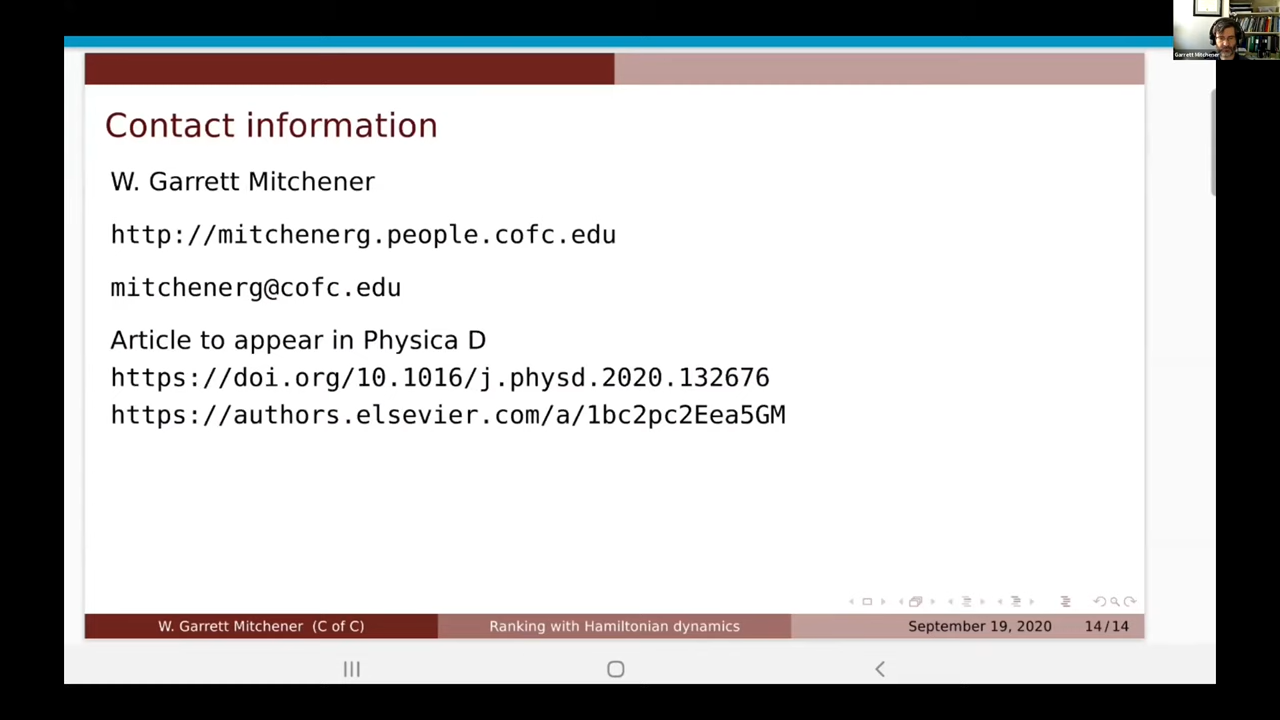 Garrett Mitchener
Contact information
W. Garrett Mitchener
http://mitchenerg.people.cofc.edu
mitchenerg@cofc.edu
Article to appear in Physica D
https://doi.org/10.1016/j.physd.2020.132676
https://authors.elsevier.com/a/1bc2pc2Eea5GM
W. Garrett Mitchener (C of C) Ranking with Hamiltonian dynamics September 19, 2020 14/14